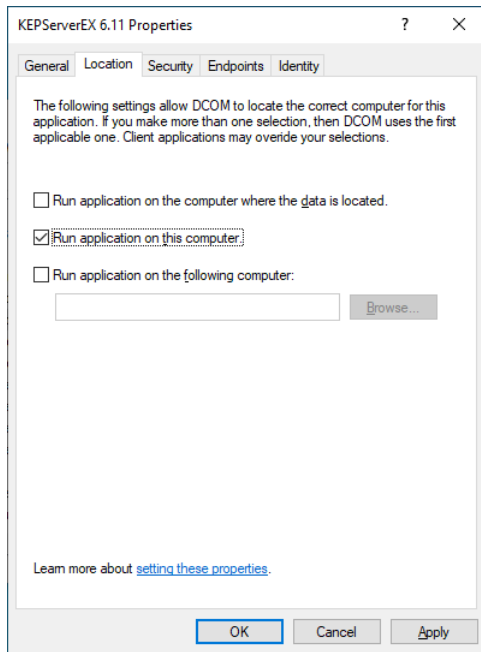 KEPServerEX 6.11 Properties
General Location Security Endpoints Identity
The following settings allow DCOM to locate the correct computer for this
application. If you make more than one selection, then DCOM uses the first
applicable one. Client applications may overide your selections.
Run application on the computer where the data is located.
Run application on this computer.
Run application on the following computer:
Browse...
Learn more about setting these properties.
OK Cancel Apply